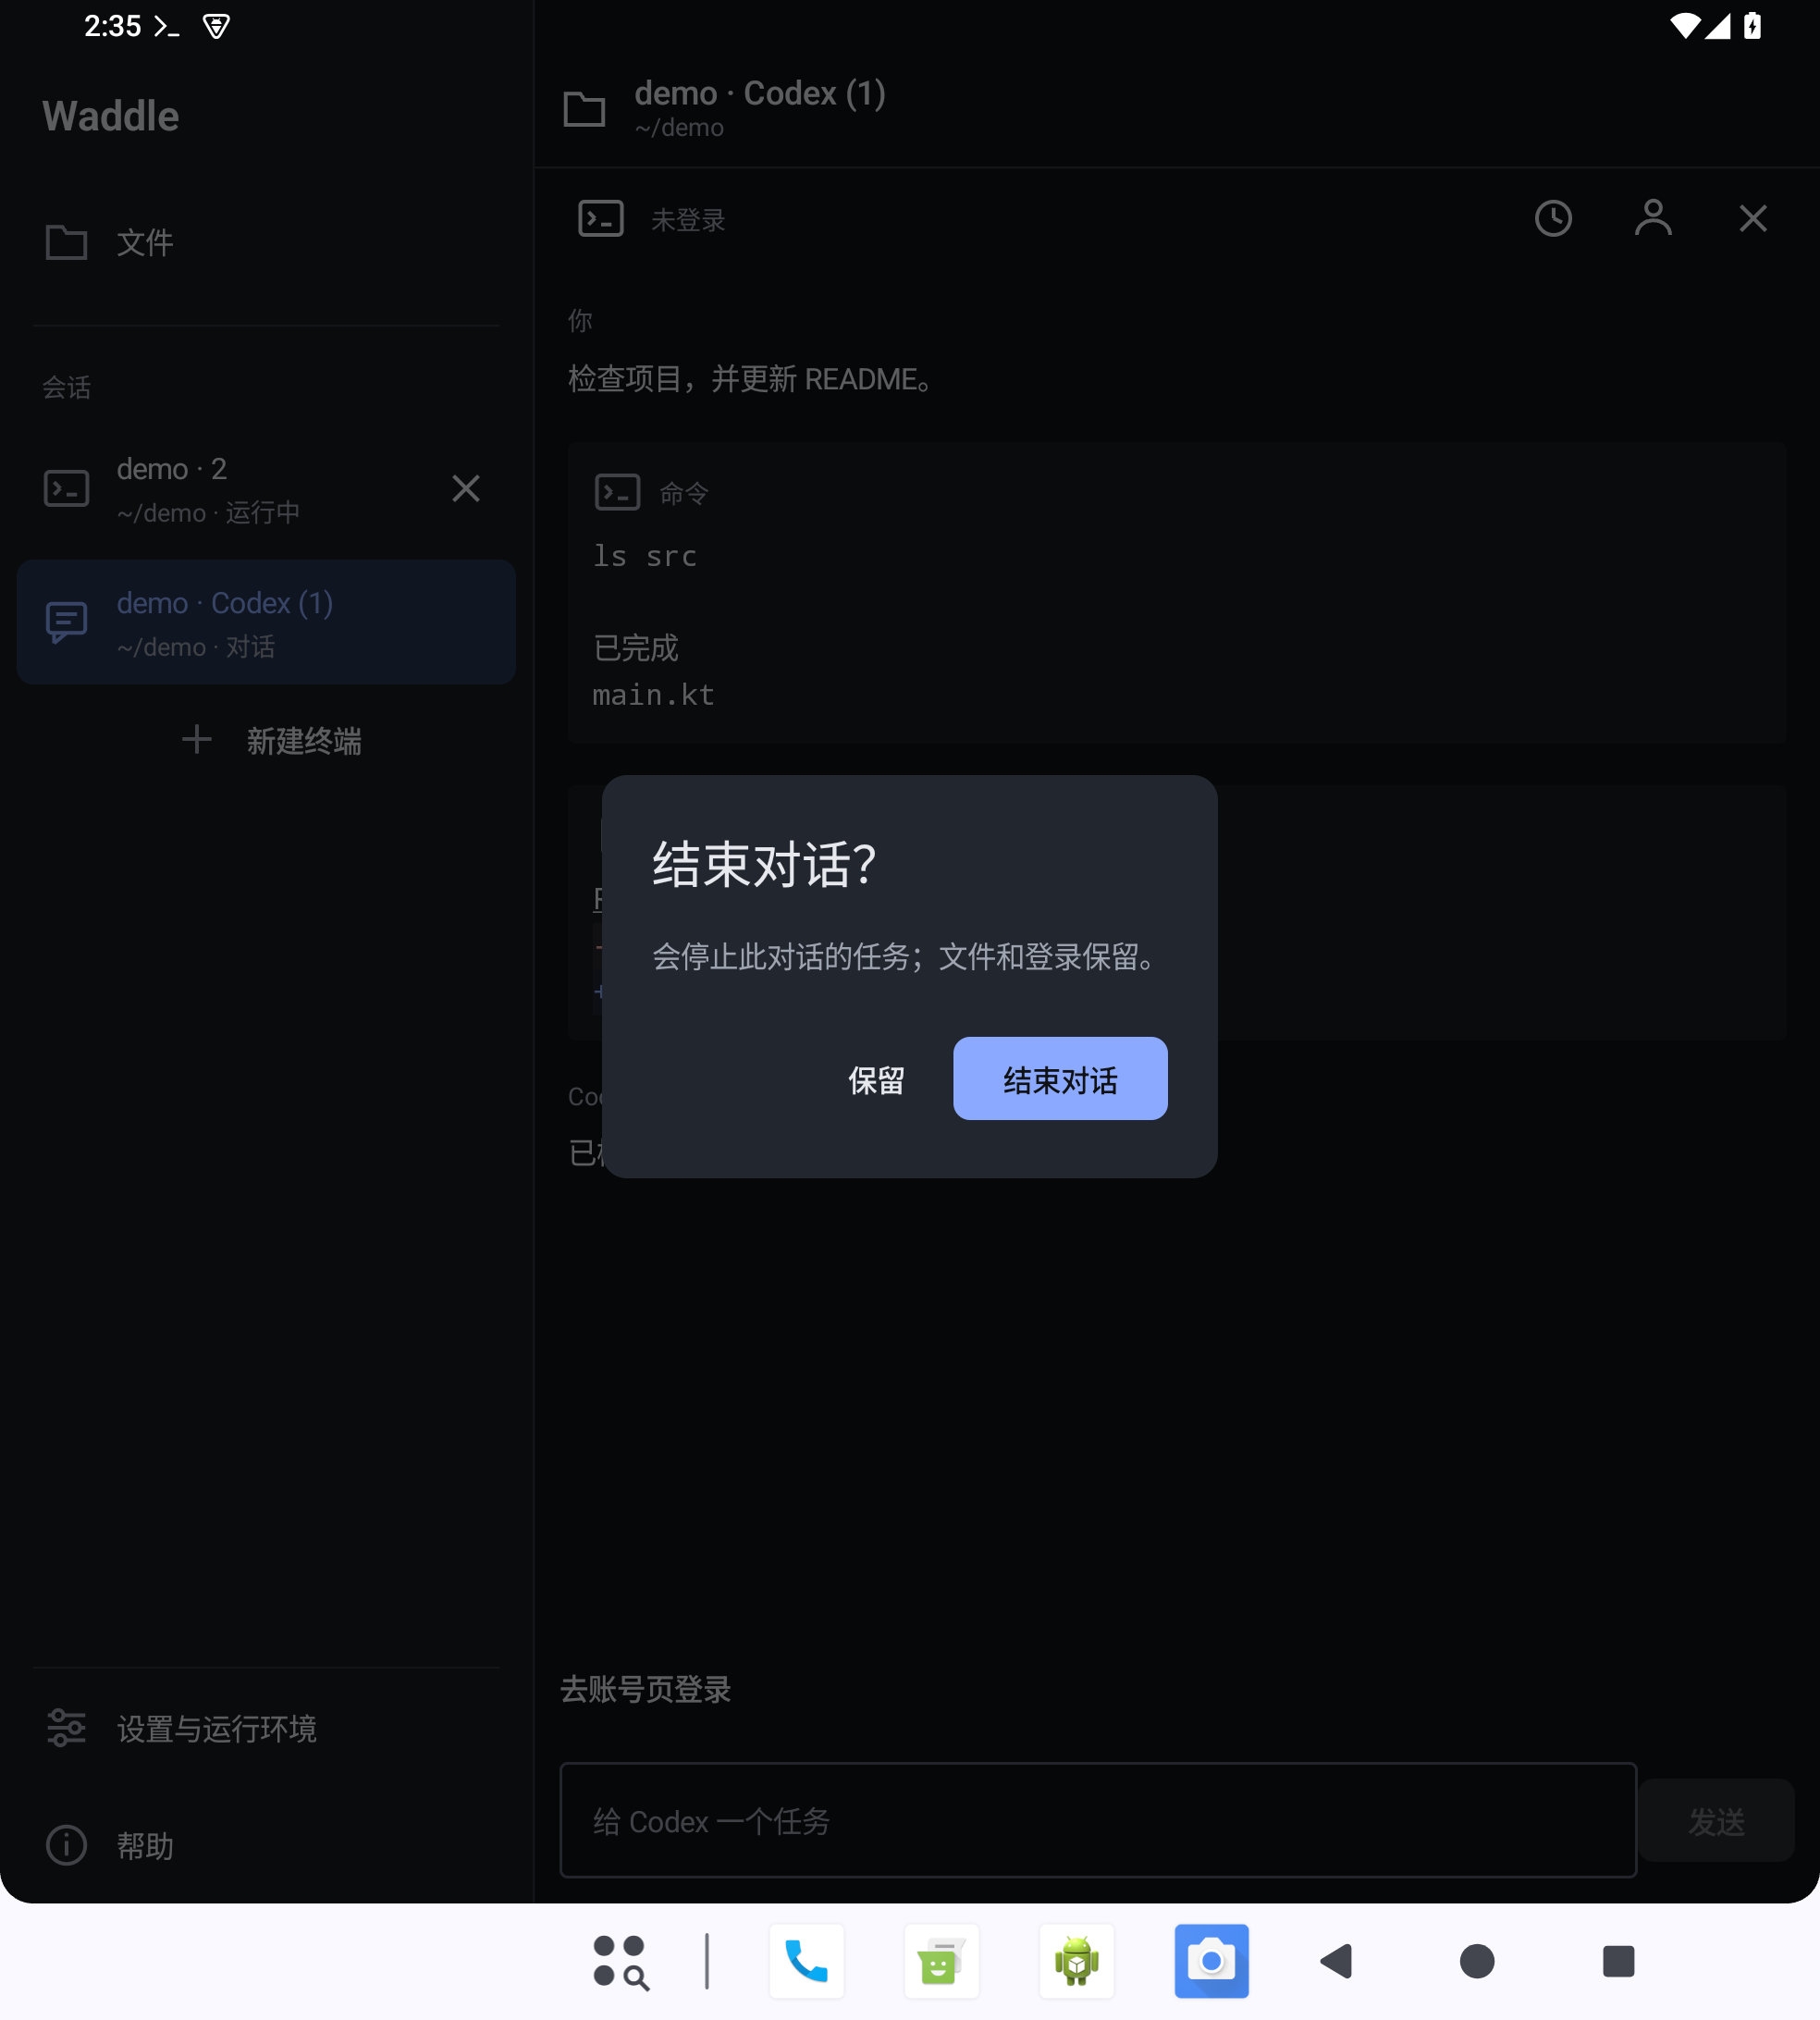 2:35
Waddle
文件
会话
demo · 2
~/demo · 运行中
demo · Codex (1)
~/demo · 对话
新建终端
设置与运行环境
帮助
demo · Codex (1)
~/demo
未登录
你
检查项目，并更新 README。
命令
ls src
已完成
main.kt
结束对话？
会停止此对话的任务；文件和登录保留。
保留
结束对话
去账号页登录
给 Codex 一个任务
发送